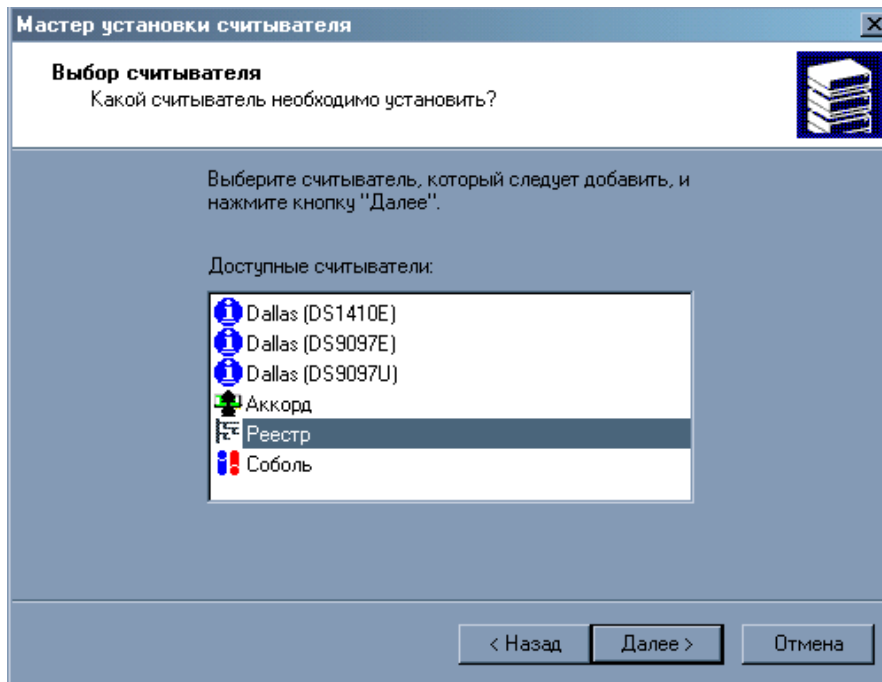 Мастер установки считывателя
Выбор считывателя
Какой считыватель необходимо установить?
Выберите считыватель, который следует добавить, и
нажмите кнопку "Далее".
Доступные считыватели:
Dallas (DS1410E)
Dallas (DS9097E)
Dallas (DS9097U)
Аккорд
Реестр
Соболь
< Назад
Далее >
Отмена